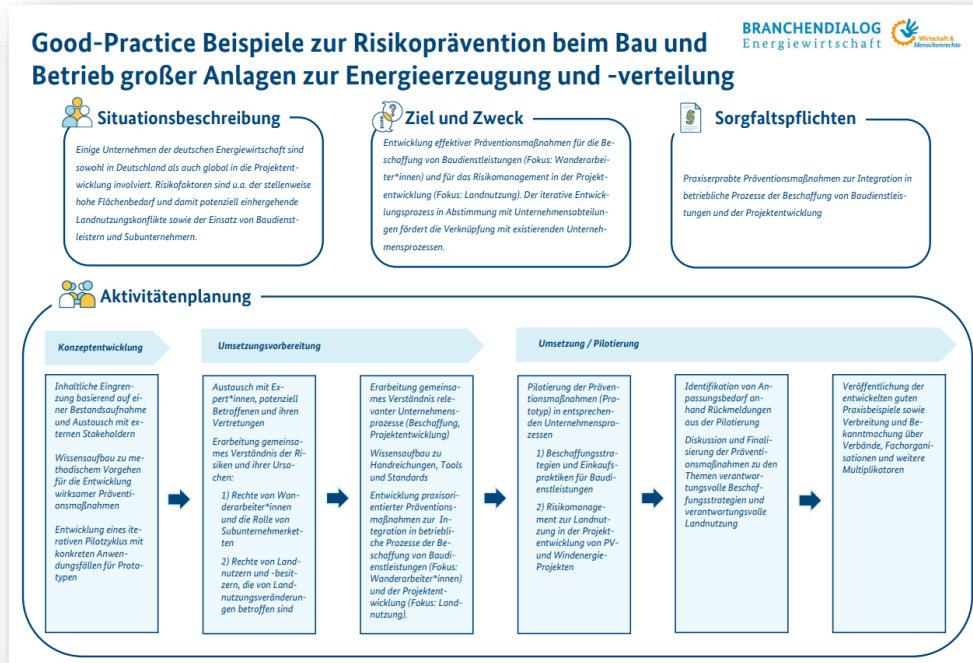 Good-Practice Beispiele zur Risikoprävention beim Bau und
Betrieb großer Anlagen zur Energieerzeugung und -verteilung
BRANCHENDIALOG
Energiewirtschaft
Wirtschaft &
Menschenrechte
Situationsbeschreibung
Einige Unternehmen der deutschen Energiewirtschaft sind
sowohl in Deutschland als auch global in die Projektent-
wicklung involviert. Risikofaktoren sind u.a. der stellenweise
hohe Flächenbedarf und damit potenziell einhergehende
Landnutzungskonflikte sowie der Einsatz von Baudienst-
leistern und Subunternehmern.
Ziel und Zweck
Entwicklung effektiver Präventionsmaßnahmen für die Be-
schaffung von Baudienstleistungen (Fokus: Wanderarbei-
ter*innen) und für das Risikomanagement in der Projekt-
entwicklung (Fokus: Landnutzung). Der iterative Entwick-
lungsprozess in Abstimmung mit Unternehmensabteilun-
gen fördert die Verknüpfung mit existierenden Unterneh-
mensprozessen.
§
Sorgfaltspflichten
Praxiserprobte Präventionsmaßnahmen zur Integration in
betriebliche Prozesse der Beschaffung von Baudienstleis-
tungen und der Projektentwicklung
Aktivitätenplanung
Konzeptentwicklung
Inhaltliche Eingren-
zung basierend auf ei-
ner Bestandsaufnahme
und Austausch mit ex-
ternen Stakeholdern
Wissensaufbau zu me-
thodischem Vorgehen
für die Entwicklung
wirksamer Präventi-
onsmaßnahmen
Entwicklung eines ite-
rativen Pilotzyklus mit
konkreten Anwen-
dungsfällen für Proto-
typen
Umsetzungsvorbereitung
Austausch mit Ex-
pert*innen, potenziell
Betroffenen und ihren
Vertretungen
Erarbeitung gemeinsa-
mes Verständnis der Ri-
siken und ihrer Ursa-
chen:
1) Rechte von Wan-
derarbeiter*innen
und die Rolle von
Subunternehmerket-
ten
2) Rechte von Land-
nutzern und -besit-
zern, die von Land-
nutzungsveränderun-
gen betroffen sind
Erarbeitung gemeinsa-
mes Verständnis rele-
vanter Unternehmens-
prozesse (Beschaffung,
Projektentwicklung)
Wissensaufbau zu
Handreichungen, Tools
und Standards
Entwicklung praxisori-
entierter Präventions-
maßnahmen zur In-
tegration in betriebli-
che Prozesse der Be-
schaffung von Baudi-
enstleistungen (Fokus:
Wanderarbeiter*innen)
und der Projektent-
wicklung (Fokus: Land-
nutzung).
Umsetzung / Pilotierung
Pilotierung der Präven-
tionsmaßnahmen (Pro-
totyp) in entsprechen-
den Unternehmenspro-
zessen
1) Beschaffungsstra-
tegien und Einkaufs-
praktiken für Baudi-
enstleistungen
2) Risikomanage-
ment zur Landnut-
zung in der Projekt-
entwicklung von PV-
und Windenergie-
Projekten
Identifikation von An-
passungsbedarf an-
hand Rückmeldungen
aus der Pilotierung
Diskussion und Finali-
sierung der Präventi-
onsmaßnahmen zu den
Themen verantwor-
tungsvolle Beschaf-
fungsstrategien und
verantwortungsvolle
Landnutzung
Veröffentlichung der
entwickelten guten
Praxisbeispiele sowie
Verbreitung und Be-
kanntmachung über
Verbände, Fachorgani-
sationen und weitere
Multiplikatoren